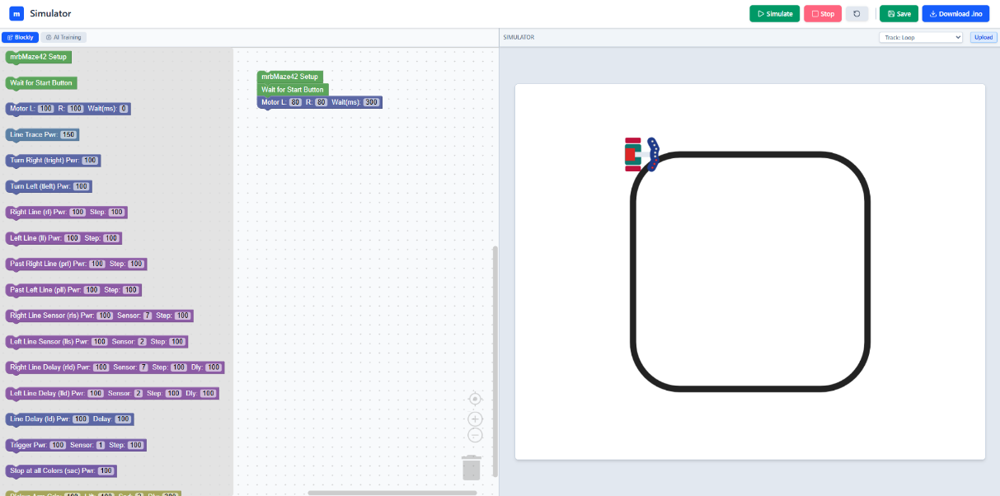 m Simulator Simulate Stop Save Download .ino
Blockly AI Training SIMULATOR Track: Loop Upload
mrbMaze42 Setup
Wait for Start Button
Motor L: 100 R: 100 Wait(ms): 0
Line Trace Pwr: 150
Turn Right (tright) Pwr: 100
Turn Left (tleft) Pwr: 100
Right Line (rl) Pwr: 100 Step: 100
Left Line (ll) Pwr: 100 Step: 100
Past Right Line (prl) Pwr: 100 Step: 100
Past Left Line (pll) Pwr: 100 Step: 100
Right Line Sensor (rls) Pwr: 100 Sensor: 7 Step: 100
Left Line Sensor (lls) Pwr: 100 Sensor: 2 Step: 100
Right Line Delay (rld) Pwr: 100 Sensor: 7 Step: 100 Dly: 100
Left Line Delay (lld) Pwr: 100 Sensor: 2 Step: 100 Dly: 100
Line Delay (ld) Pwr: 100 Delay: 100
Trigger Pwr: 100 Sensor: 1 Step: 100
Stop at all Colors (sac) Pwr: 100
mrbMaze42 Setup
Wait for Start Button
Motor L: 80 R: 80 Wait(ms): 300